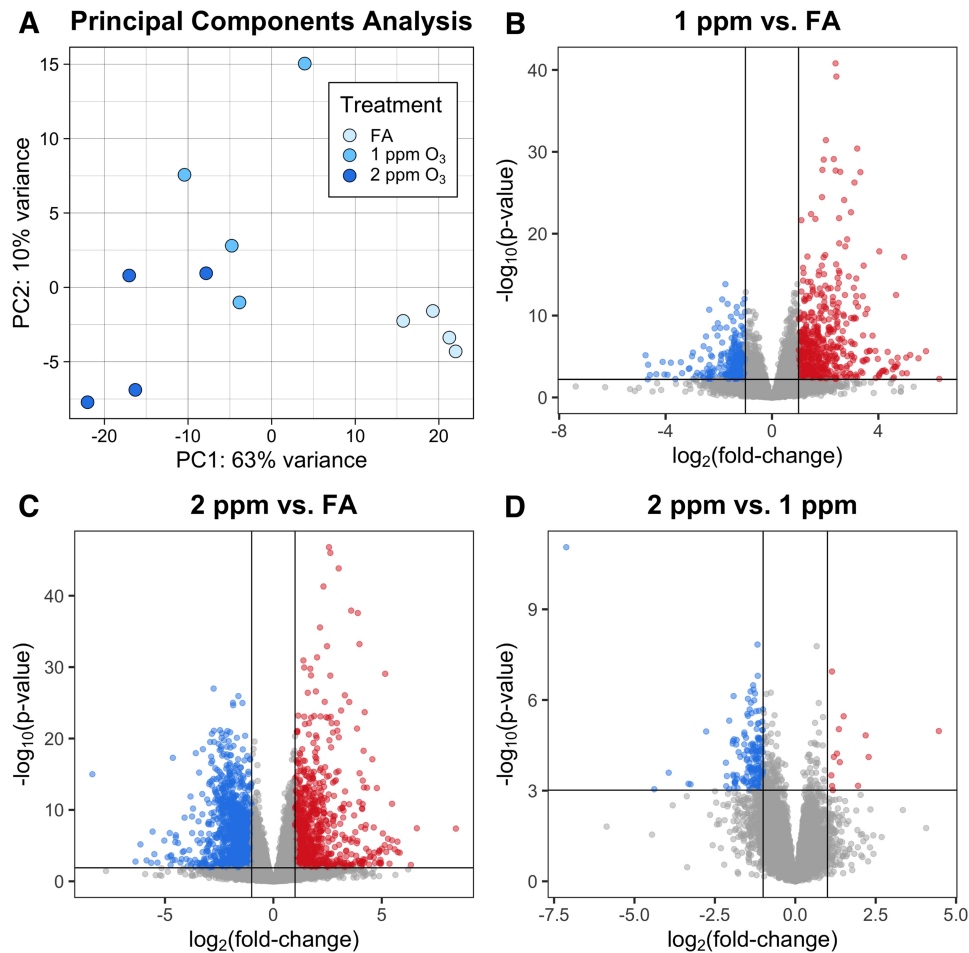 A Principal Components Analysis
PC2: 10% variance
15
10
5
0
-5
Treatment
FA
1 ppm O₃
2 ppm O₃
-20 -10 0 10 20
PC1: 63% variance
B 1 ppm vs. FA
-log₁₀(p-value)
40
30
20
10
0
-8 -4 0 4
log₂(fold-change)
C 2 ppm vs. FA
-log₁₀(p-value)
40
30
20
10
0
-5 0 5
log₂(fold-change)
D 2 ppm vs. 1 ppm
-log₁₀(p-value)
9
6
3
0
-7.5 -5.0 -2.5 0.0 2.5 5.0
log₂(fold-change)